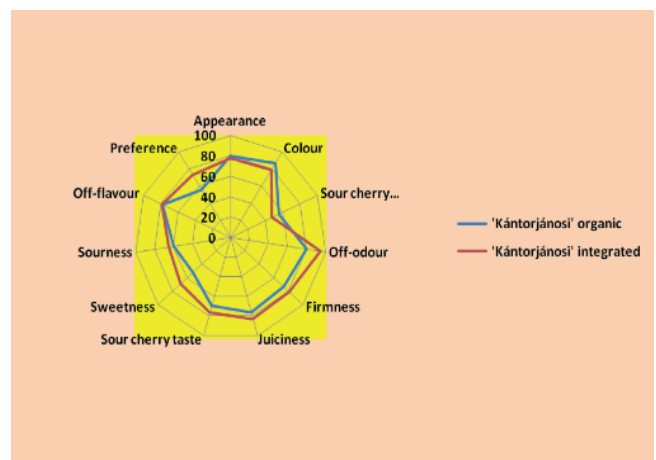 Appearance
100
Preference
80
Colour
60
Off-flavour
40
Sour cherry...
20
0
'Kántorjánosi' organic
Sourness
Off-odour
'Kántorjánosi' integrated
Sweetness
Firmness
Sour cherry taste
Juiciness